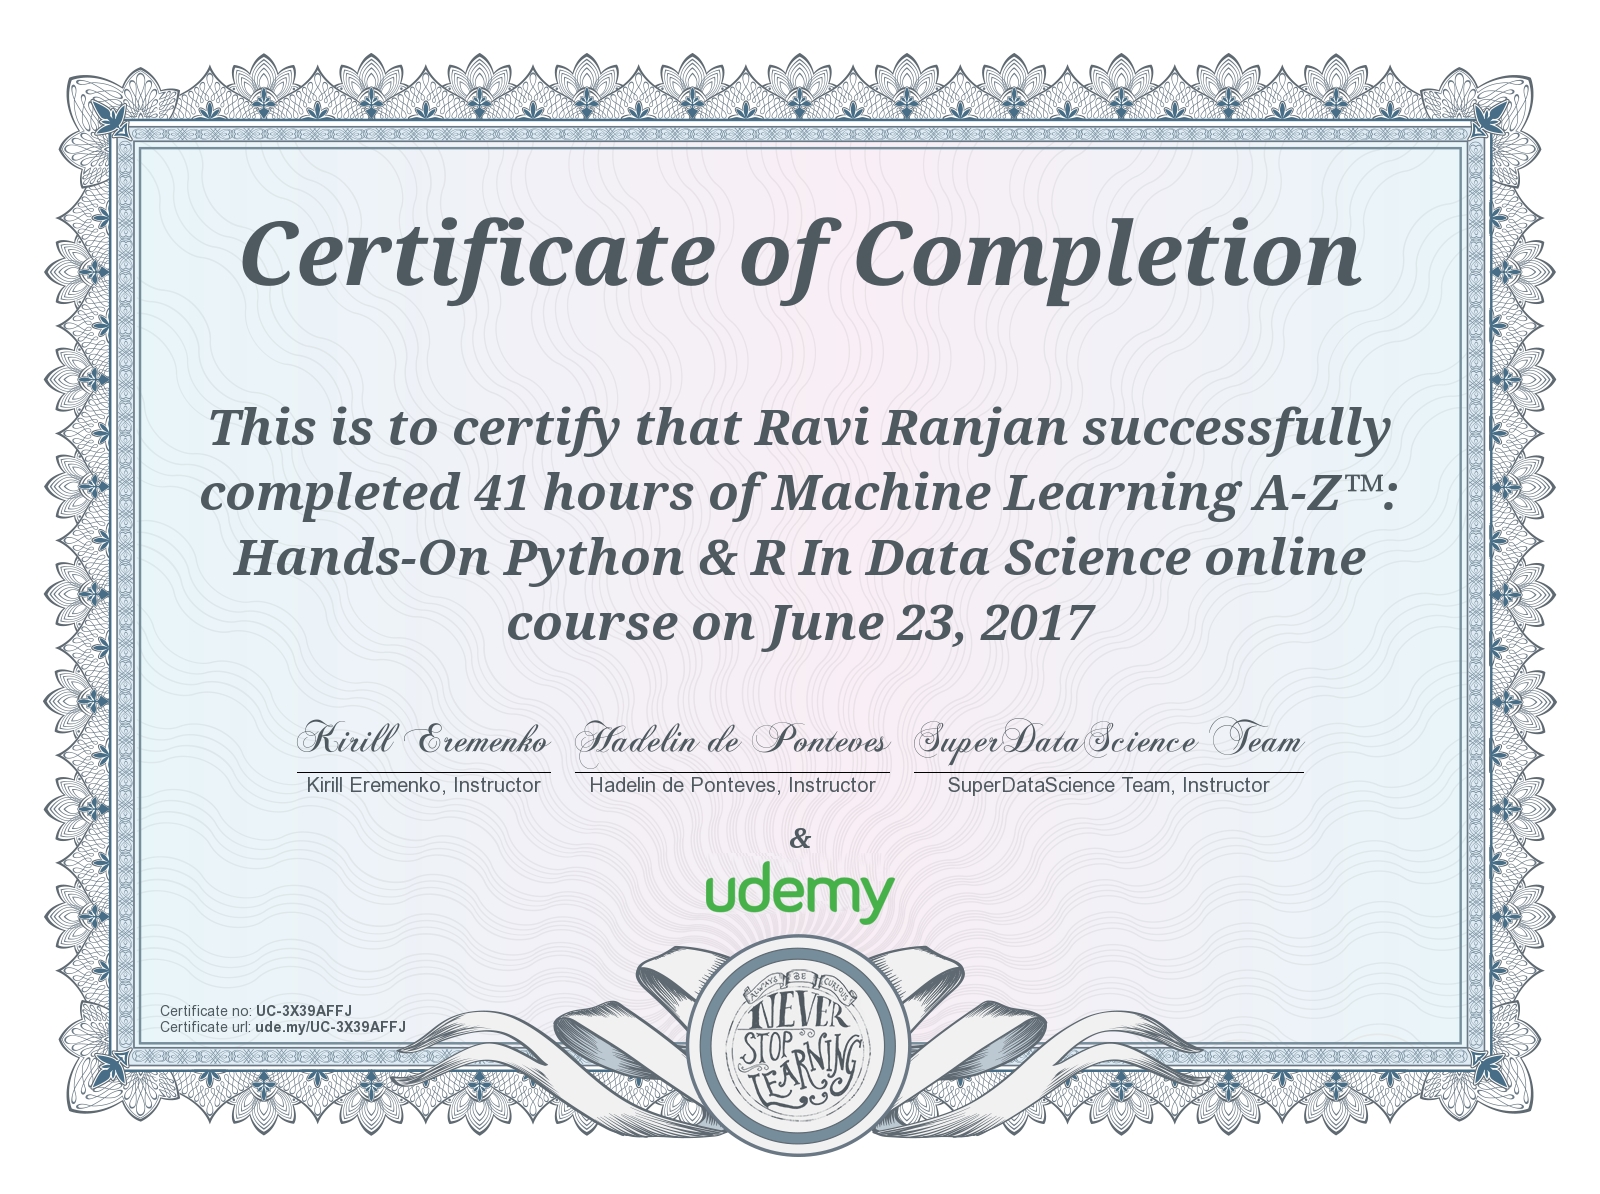 Certificate of Completion
This is to certify that Ravi Ranjan successfully
completed 41 hours of Machine Learning A-Z™:
Hands-On Python & R In Data Science online
course on June 23, 2017
Kirill Eremenko Hadelin de Ponteves SuperDataScience Team
Kirill Eremenko, Instructor Hadelin de Ponteves, Instructor SuperDataScience Team, Instructor
&
udemy
Certificate no: UC-3X39AFFJ
Certificate url: ude.my/UC-3X39AFFJ
ALWAYS BE CURIOUS
NEVER
STOP
LEARNING